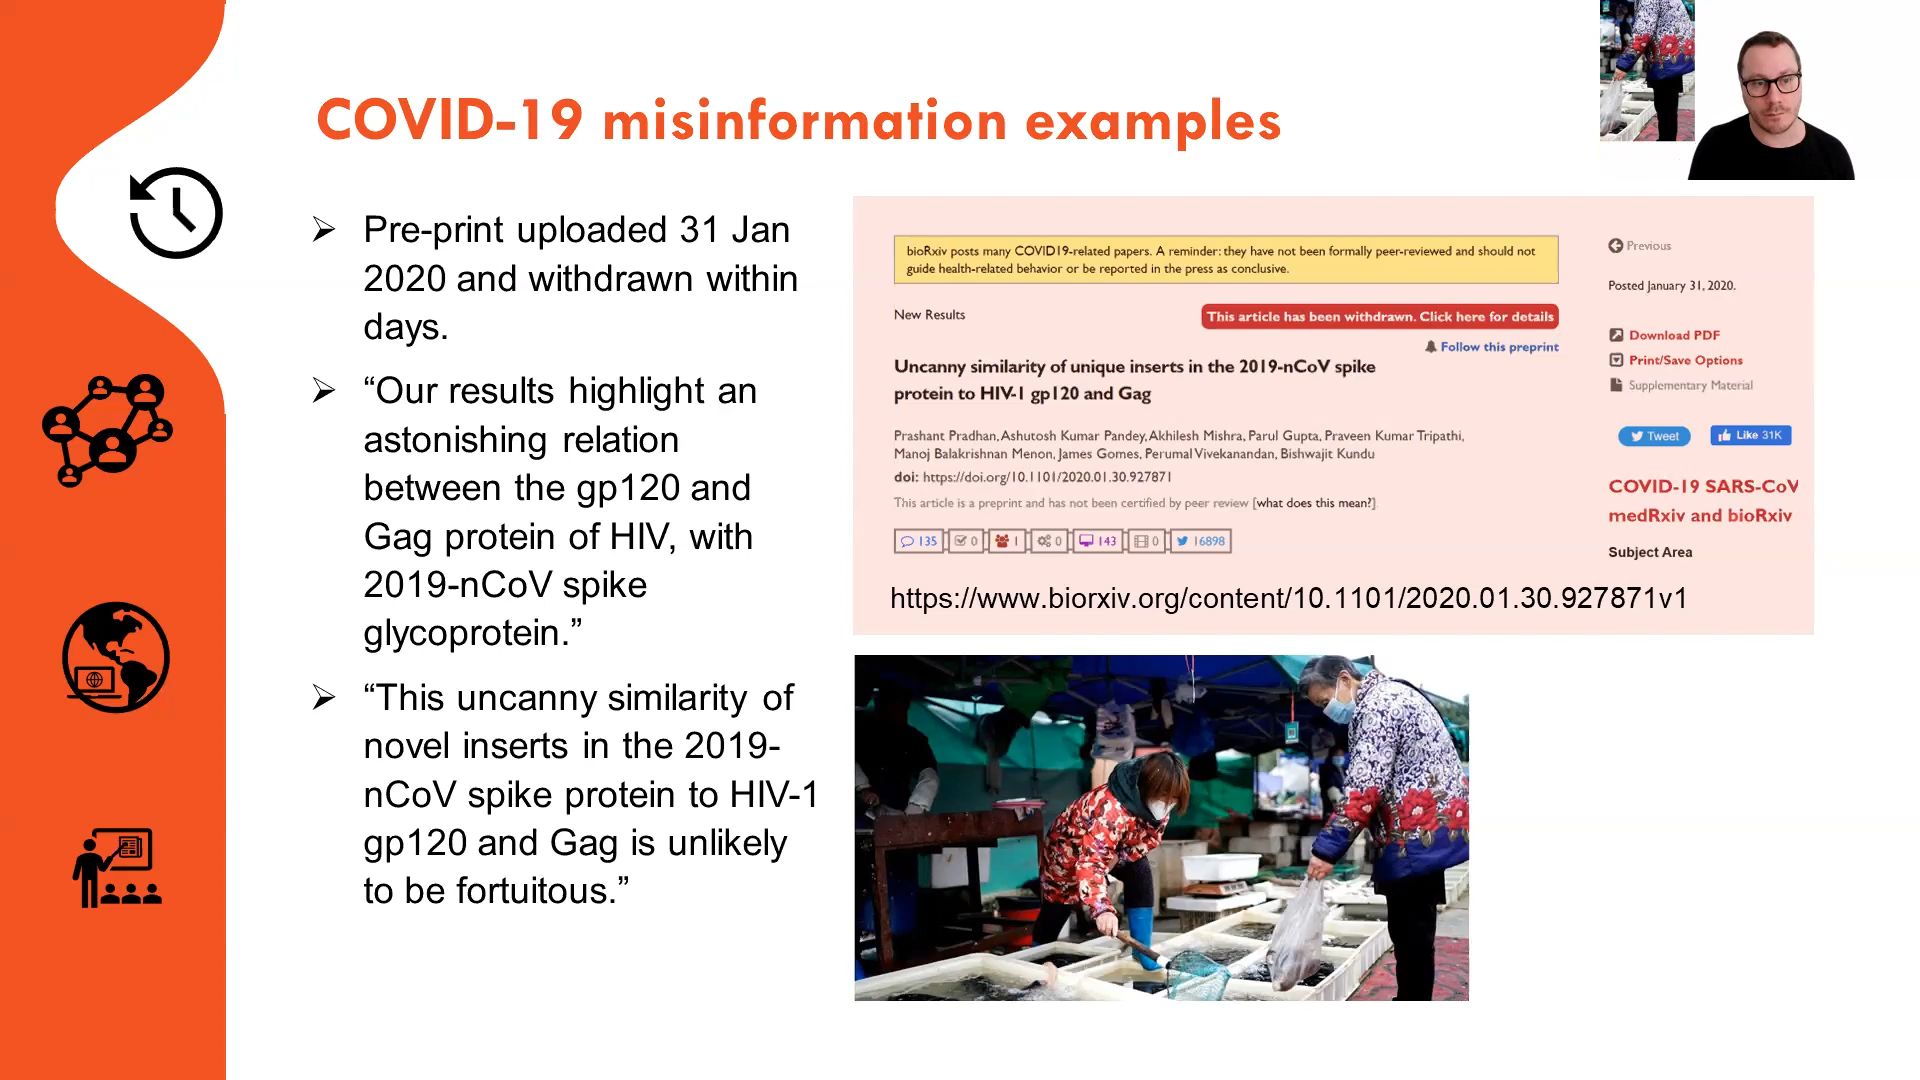 COVID-19 misinformation examples
Pre-print uploaded 31 Jan
2020 and withdrawn within
days.
“Our results highlight an
astonishing relation
between the gp120 and
Gag protein of HIV, with
2019-nCoV spike
glycoprotein.”
“This uncanny similarity of
novel inserts in the 2019-
nCoV spike protein to HIV-1
gp120 and Gag is unlikely
to be fortuitous.”
bioRxiv posts many COVID19-related papers. A reminder: they have not been formally peer-reviewed and should not
guide health-related behavior or be reported in the press as conclusive.
New Results
This article has been withdrawn. Click here for details
Follow this preprint
Uncanny similarity of unique inserts in the 2019-nCoV spike
protein to HIV-1 gp120 and Gag
Prashant Pradhan, Ashutosh Kumar Pandey, Akhilesh Mishra, Parul Gupta, Praveen Kumar Tripathi,
Manoj Balakrishnan Menon, James Gomes, Perumal Vivekanandan, Bishwajit Kundu
doi: https://doi.org/10.1101/2020.01.30.927871
This article is a preprint and has not been certified by peer review [what does this mean?].
135 0 1 0 143 0 16898
Previous
Posted January 31, 2020.
Download PDF
Print/Save Options
Supplementary Material
Tweet
Like 31K
COVID-19 SARS-CoV
medRxiv and bioRxiv
Subject Area
https://www.biorxiv.org/content/10.1101/2020.01.30.927871v1